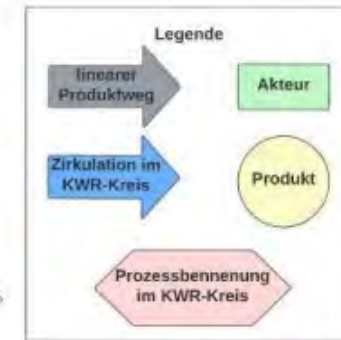 Legende
linearer
Produktweg
Akteur
Zirkulation im
KWR-Kreis
Produkt
Prozessbennenung
im KWR-Kreis